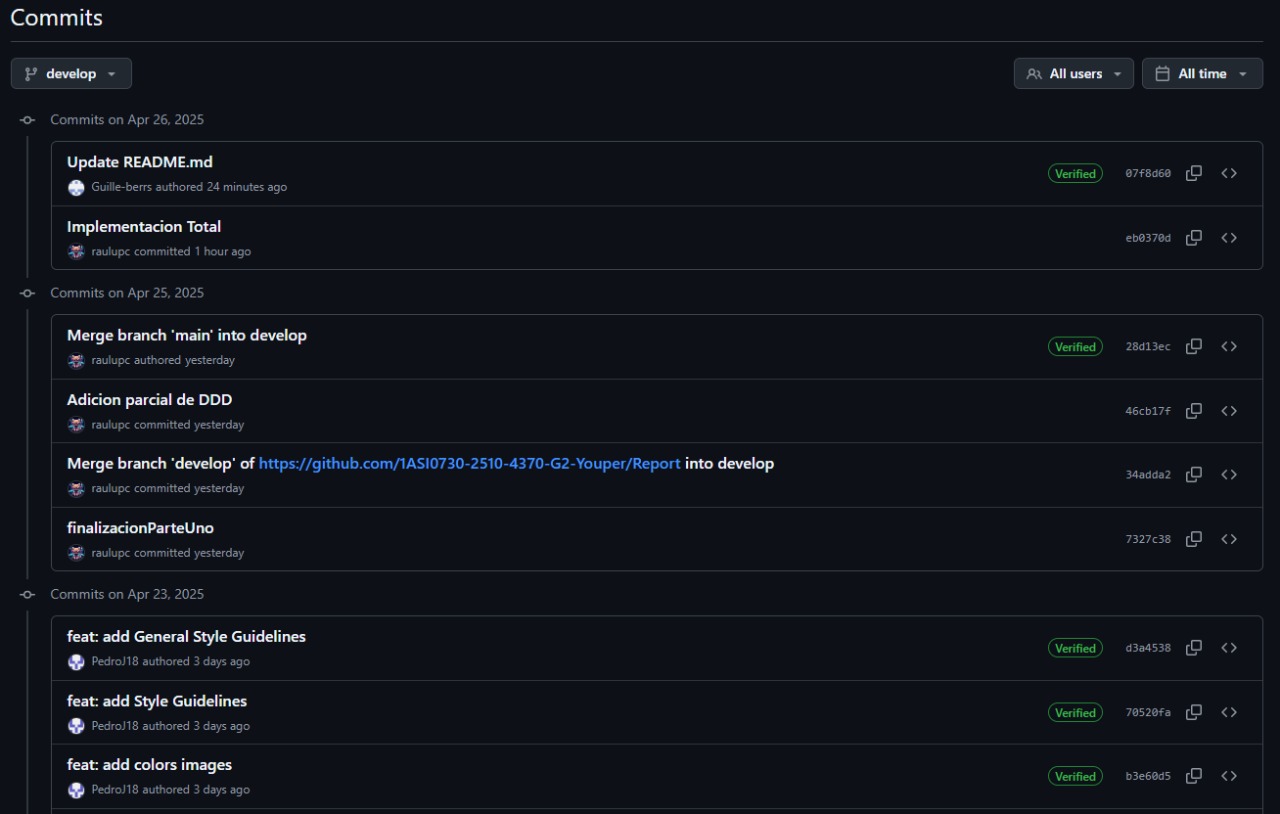 Commits
develop
All users
All time
Commits on Apr 26, 2025
Update README.md
Guille-berrs authored 24 minutes ago
Verified
07f8d60
Implementacion Total
raulupc committed 1 hour ago
eb0370d
Commits on Apr 25, 2025
Merge branch 'main' into develop
raulupc authored yesterday
Verified
28d13ec
Adicion parcial de DDD
raulupc committed yesterday
46cb17f
Merge branch 'develop' of https://github.com/1ASI0730-2510-4370-G2-Youper/Report into develop
raulupc committed yesterday
34adda2
finalizacionParteUno
raulupc committed yesterday
7327c38
Commits on Apr 23, 2025
feat: add General Style Guidelines
PedroJ18 authored 3 days ago
Verified
d3a4538
feat: add Style Guidelines
PedroJ18 authored 3 days ago
Verified
70520fa
feat: add colors images
PedroJ18 authored 3 days ago
Verified
b3e60d5